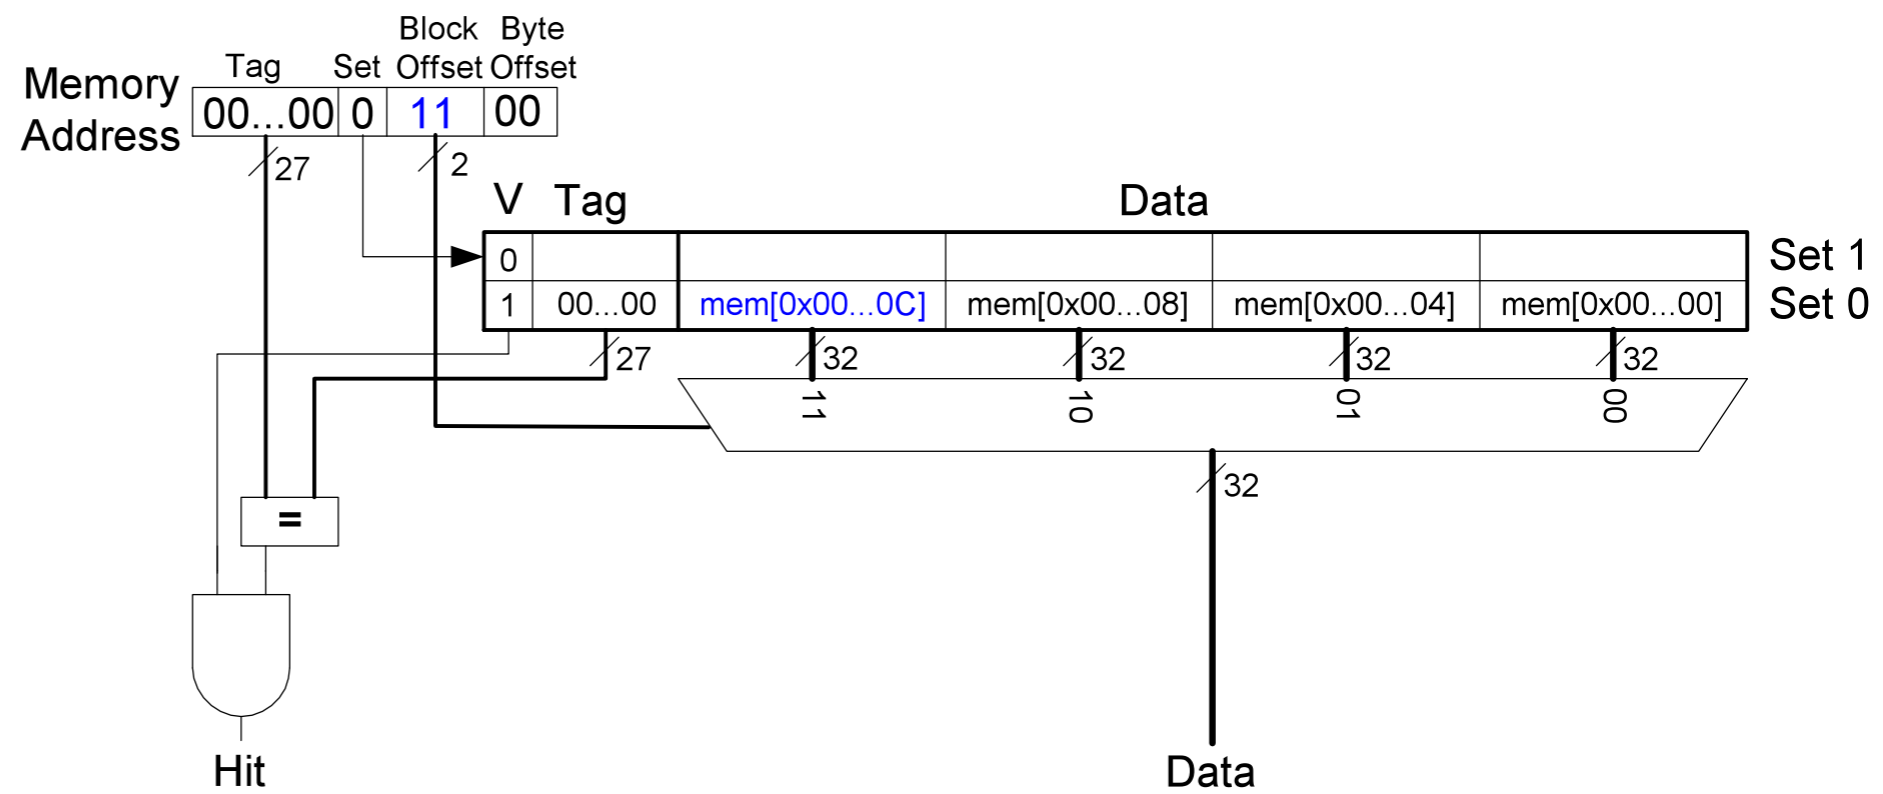 Block Byte
Tag Set Offset Offset
Memory Address
00...00 0 11 00
27 2
V Tag Data
0 Set 1
1 00...00 mem[0x00...0C] mem[0x00...08] mem[0x00...04] mem[0x00...00] Set 0
27 32 32 32 32
11 10 01 00
32
=
Hit Data